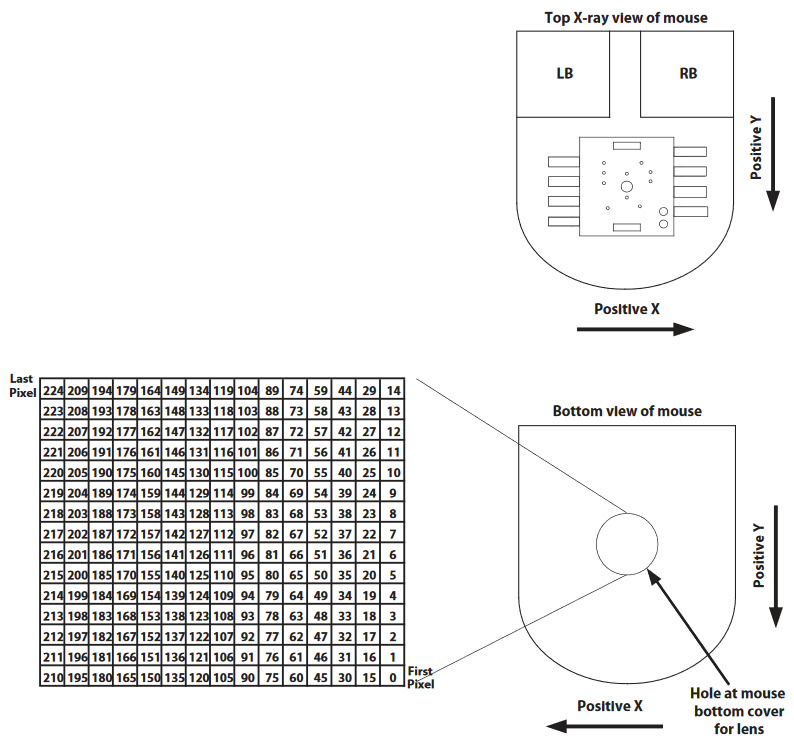 Top X-ray view of mouse
LB
RB
Positive Y
Positive X
Last
Pixel
224 209 194 179 164 149 134 119 104 89 74 59 44 29 14
223 208 193 178 163 148 133 118 103 88 73 58 43 28 13
222 207 192 177 162 147 132 117 102 87 72 57 42 27 12
221 206 191 176 161 146 131 116 101 86 71 56 41 26 11
220 205 190 175 160 145 130 115 100 85 70 55 40 25 10
219 204 189 174 159 144 129 114 99 84 69 54 39 24 9
218 203 188 173 158 143 128 113 98 83 68 53 38 23 8
217 202 187 172 157 142 127 112 97 82 67 52 37 22 7
216 201 186 171 156 141 126 111 96 81 66 51 36 21 6
215 200 185 170 155 140 125 110 95 80 65 50 35 20 5
214 199 184 169 154 139 124 109 94 79 64 49 34 19 4
213 198 183 168 153 138 123 108 93 78 63 48 33 18 3
212 197 182 167 152 137 122 107 92 77 62 47 32 17 2
211 196 181 166 151 136 121 106 91 76 61 46 31 16 1
210 195 180 165 150 135 120 105 90 75 60 45 30 15 0
First
Pixel
Bottom view of mouse
Positive Y
Positive X
Hole at mouse
bottom cover
for lens